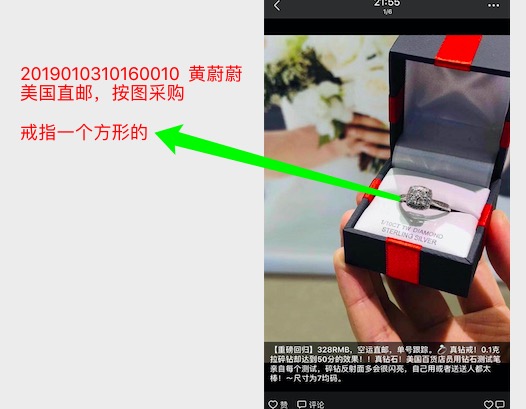 2019010310160010 黄蔚蔚
美国直邮，按图采购
戒指一个方形的
21:55
1/6
1/10CT TW DIAMOND
STERLING SILVER
【重磅回归】328RMB，空运直邮，单号跟踪。💍真钻戒！0.1克
拉碎钻却达到50分的效果！！真钻石！美国百货店员用钻石测试笔
亲自每个测试，碎钻反射面多会很闪亮，自己用或者送送人都太
棒！～尺寸为7均码。
赞
评论